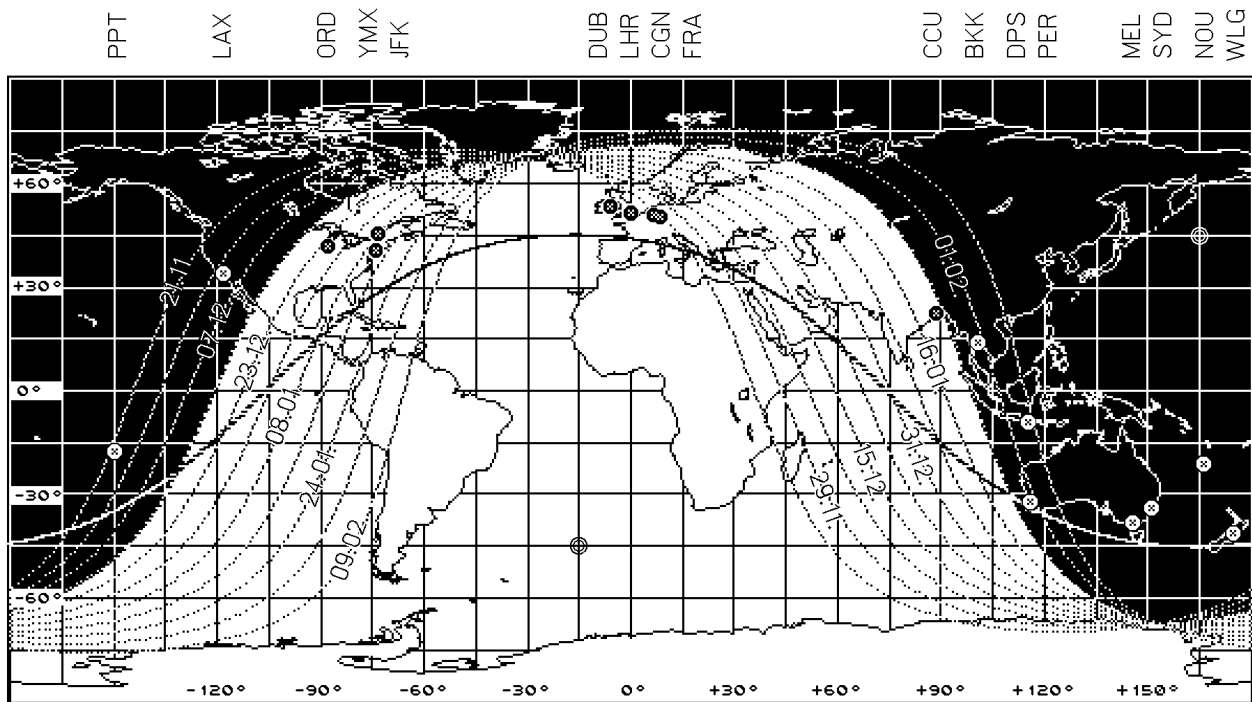 PPT
LAX
ORD
YMX
JFK
DUB
LHR
CGN
FRA
CCU
BKK
DPS
PER
MEL
SYD
NOU
WLG
+60°
+30°
0°
-30°
-60°
21.11
07.12
23.12
08.01
24.01
09.02
29.11
15.12
31.12
16.01
01.02
-120° -90° -60° -30° 0° +30° +60° +90° +120° +150°